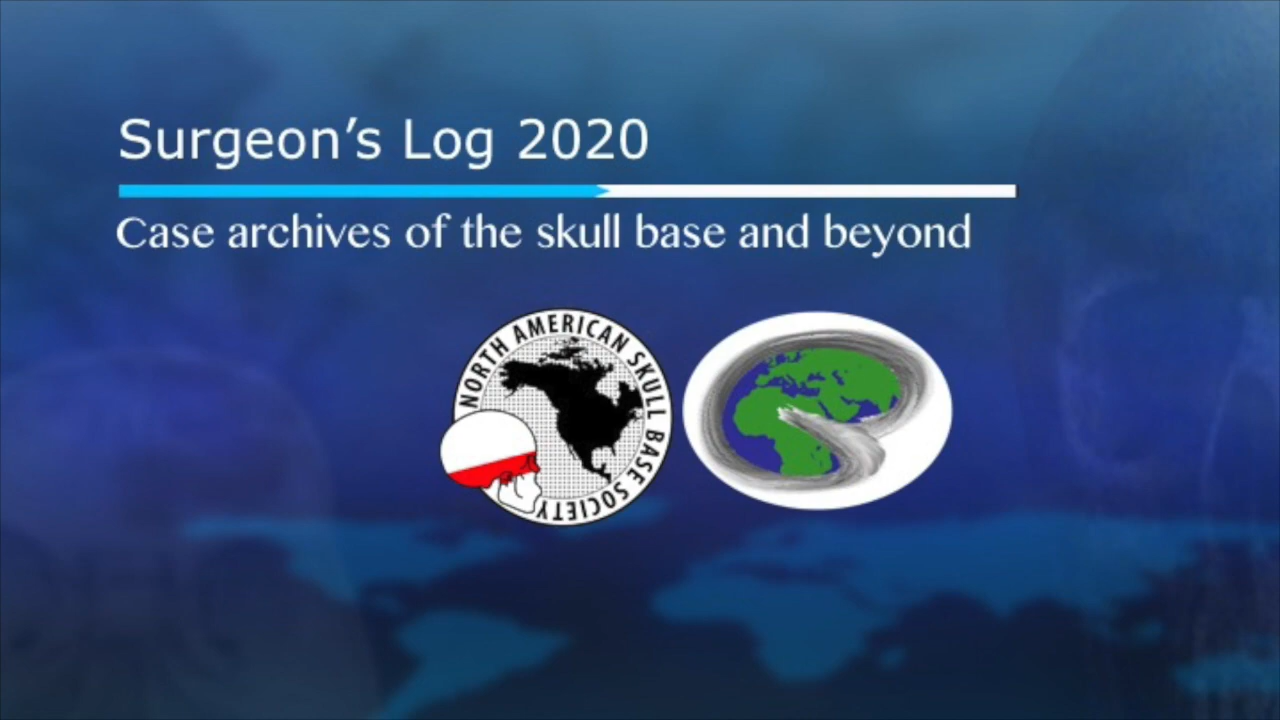 Surgeon’s Log 2020
Case archives of the skull base and beyond
NORTH AMERICAN SKULL BASE SOCIETY